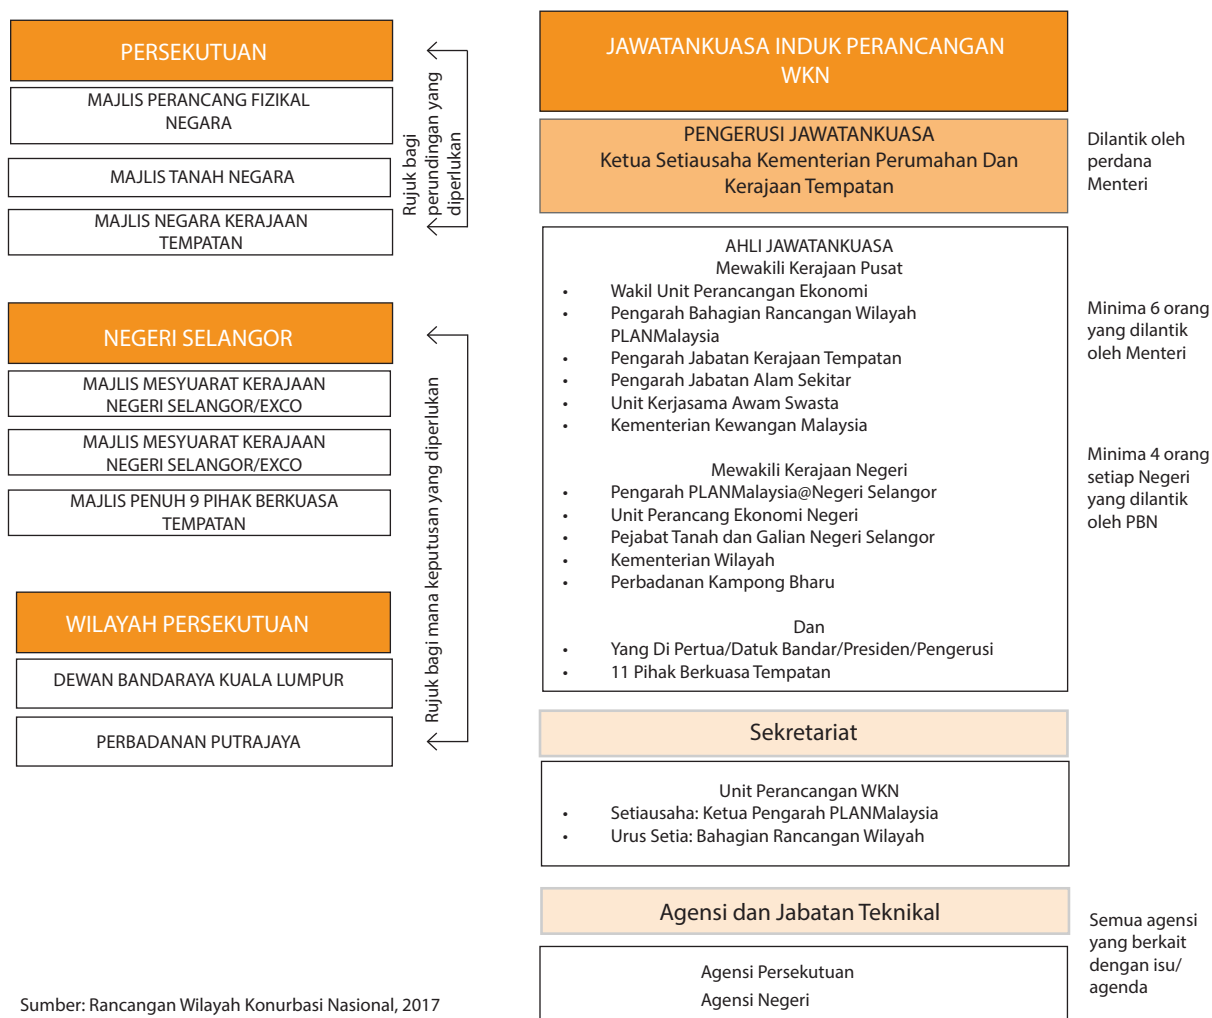 PERSEKUTUAN
MAJLIS PERANCANG FIZIKAL
NEGARA
MAJLIS TANAH NEGARA
MAJLIS NEGARA KERAJAAN
TEMPATAN
Rujuk bagi
perundingan yang
diperlukan
NEGERI SELANGOR
MAJLIS MESYUARAT KERAJAAN
NEGERI SELANGOR/EXCO
MAJLIS MESYUARAT KERAJAAN
NEGERI SELANGOR/EXCO
MAJLIS PENUH 9 PIHAK BERKUASA
TEMPATAN
WILAYAH PERSEKUTUAN
DEWAN BANDARAYA KUALA LUMPUR
PERBADANAN PUTRAJAYA
Rujuk bagi mana keputusan yang diperlukan
JAWATANKUASA INDUK PERANCANGAN
WKN
PENGERUSI JAWATANKUASA
Ketua Setiausaha Kementerian Perumahan Dan
Kerajaan Tempatan
Dilantik oleh
perdana
Menteri
AHLI JAWATANKUASA
Mewakili Kerajaan Pusat
• Wakil Unit Perancangan Ekonomi
• Pengarah Bahagian Rancangan Wilayah
PLANMalaysia
• Pengarah Jabatan Kerajaan Tempatan
• Pengarah Jabatan Alam Sekitar
• Unit Kerjasama Awam Swasta
• Kementerian Kewangan Malaysia
Minima 6 orang
yang dilantik
oleh Menteri
Mewakili Kerajaan Negeri
• Pengarah PLANMalaysia@Negeri Selangor
• Unit Perancang Ekonomi Negeri
• Pejabat Tanah dan Galian Negeri Selangor
• Kementerian Wilayah
• Perbadanan Kampong Bharu
Minima 4 orang
setiap Negeri
yang dilantik
oleh PBN
Dan
• Yang Di Pertua/Datuk Bandar/Presiden/Pengerusi
• 11 Pihak Berkuasa Tempatan
Sekretariat
Unit Perancangan WKN
• Setiausaha: Ketua Pengarah PLANMalaysia
• Urus Setia: Bahagian Rancangan Wilayah
Agensi dan Jabatan Teknikal
Agensi Persekutuan
Agensi Negeri
Semua agensi
yang berkait
dengan isu/
agenda
Sumber: Rancangan Wilayah Konurbasi Nasional, 2017